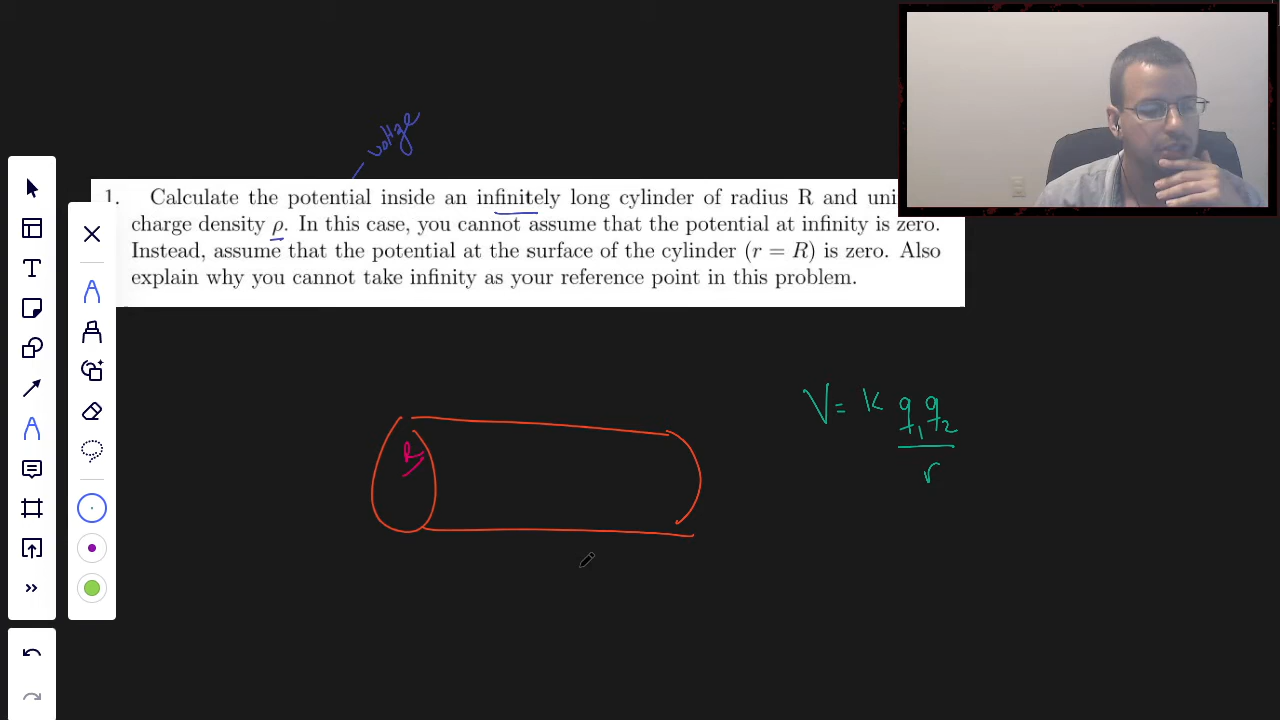 voltge
1. Calculate the potential inside an infinitely long cylinder of radius R and uni
charge density ρ. In this case, you cannot assume that the potential at infinity is zero.
Instead, assume that the potential at the surface of the cylinder (r = R) is zero. Also
explain why you cannot take infinity as your reference point in this problem.
R
V = k q1 q2
r